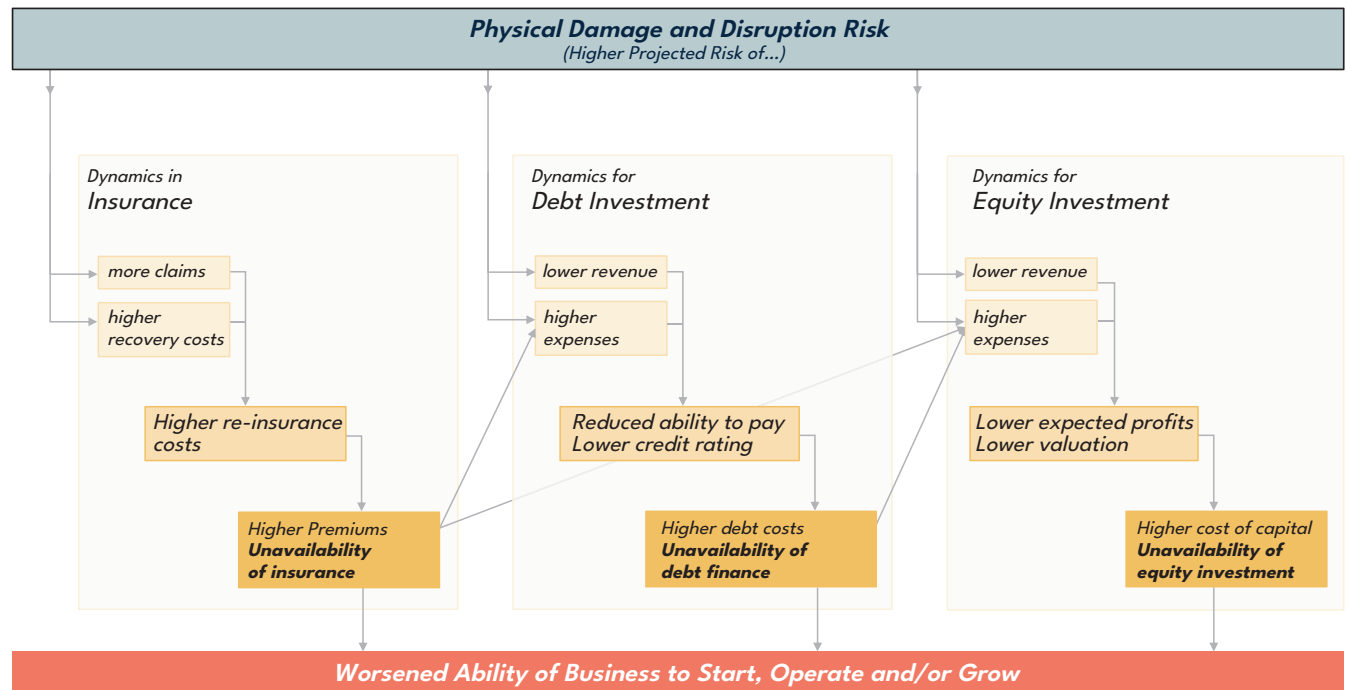 Physical Damage and Disruption Risk
(Higher Projected Risk of...)
Dynamics in
Insurance
more claims
higher
recovery costs
Higher re-insurance
costs
Higher Premiums
Unavailability
of insurance
Dynamics for
Debt Investment
lower revenue
higher
expenses
Reduced ability to pay
Lower credit rating
Higher debt costs
Unavailability of
debt finance
Dynamics for
Equity Investment
lower revenue
higher
expenses
Lower expected profits
Lower valuation
Higher cost of capital
Unavailability of
equity investment
Worsened Ability of Business to Start, Operate and/or Grow